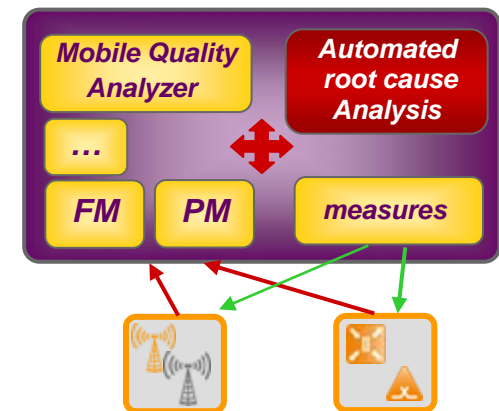 Mobile Quality
Analyzer
Automated
root cause
Analysis
...
FM
PM
measures